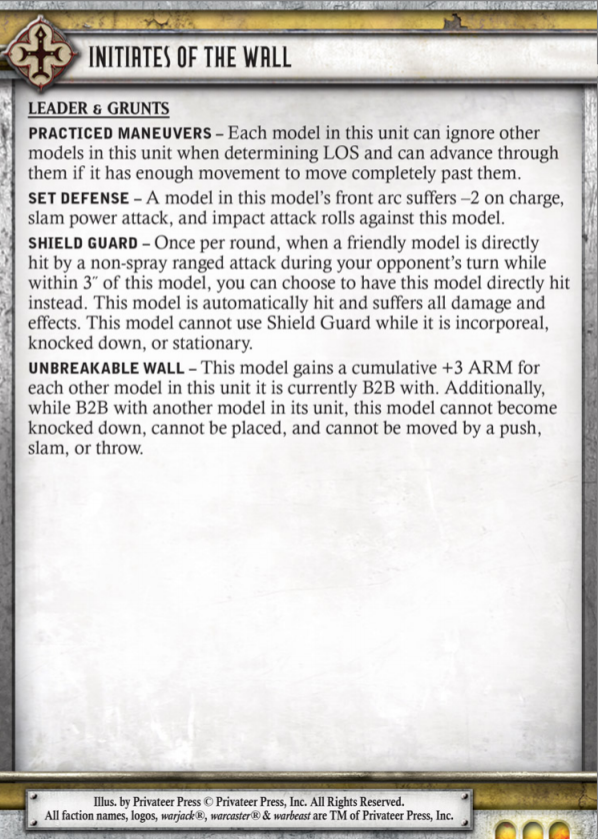 INITIATES OF THE WALL
LEADER & GRUNTS
PRACTICED MANEUVERS – Each model in this unit can ignore other
models in this unit when determining LOS and can advance through
them if it has enough movement to move completely past them.
SET DEFENSE – A model in this model's front arc suffers –2 on charge,
slam power attack, and impact attack rolls against this model.
SHIELD GUARD – Once per round, when a friendly model is directly
hit by a non-spray ranged attack during your opponent's turn while
within 3˝ of this model, you can choose to have this model directly hit
instead. This model is automatically hit and suffers all damage and
effects. This model cannot use Shield Guard while it is incorporeal,
knocked down, or stationary.
UNBREAKABLE WALL – This model gains a cumulative +3 ARM for
each other model in this unit it is currently B2B with. Additionally,
while B2B with another model in its unit, this model cannot become
knocked down, cannot be placed, and cannot be moved by a push,
slam, or throw.
Illus. by Privateer Press © Privateer Press, Inc. All Rights Reserved.
All faction names, logos, warjack®, warcaster® & warbeast are TM of Privateer Press, Inc.